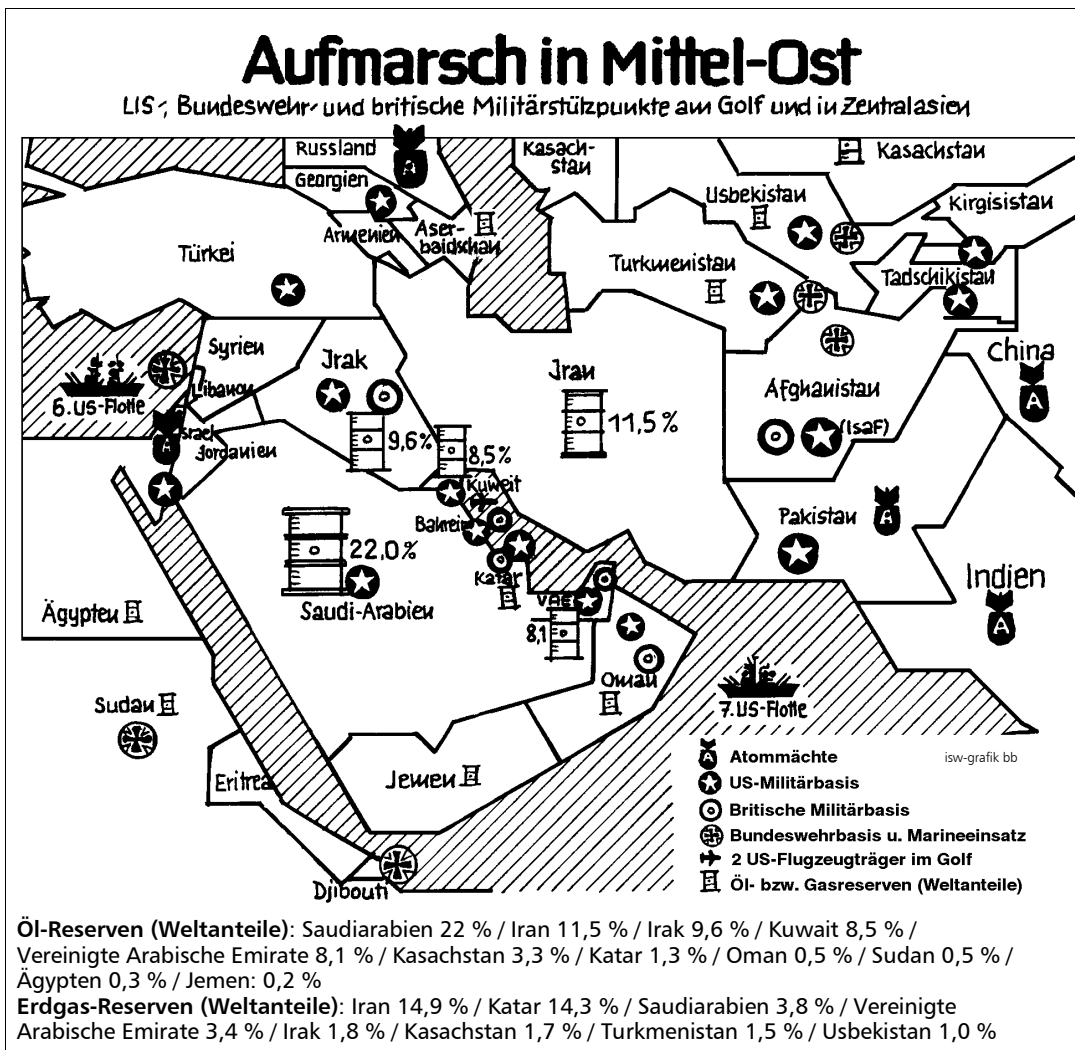 Aufmarsch in Mittel-Ost
US-, Bundeswehr- und britische Militärstützpunkte am Golf und in Zentralasien
Russland
A
Kasach-
stan
Kasachstan
Georgien
Usbekistan
Kirgisistan
Armenien
Aser-
baidschan
Türkei
Turkmenistan
Tadschikistan
Syrien
Irak
Iran
China
Libanon
6. US-Flotte
Afghanistan
A
11,5 %
(Isaf)
A
Israel
Jordanien
9,6%
8,5%
Kuweit
Pakistan
A
Bahrein
22,0%
Katar
Indien
Saudi-Arabien
VAE
A
Ägypten
8,1
Oman
Sudan
7. US-Flotte
Jemen
Eritrea
Djibouti
A Atommächte
isw-grafik bb
US-Militärbasis
Britische Militärbasis
Bundeswehrbasis u. Marineeinsatz
2 US-Flugzeugträger im Golf
Öl- bzw. Gasreserven (Weltanteile)
Öl-Reserven (Weltanteile): Saudiarabien 22 % / Iran 11,5 % / Irak 9,6 % / Kuwait 8,5 % /
Vereinigte Arabische Emirate 8,1 % / Kasachstan 3,3 % / Katar 1,3 % / Oman 0,5 % / Sudan 0,5 % /
Ägypten 0,3 % / Jemen: 0,2 %
Erdgas-Reserven (Weltanteile): Iran 14,9 % / Katar 14,3 % / Saudiarabien 3,8 % / Vereinigte
Arabische Emirate 3,4 % / Irak 1,8 % / Kasachstan 1,7 % / Turkmenistan 1,5 % / Usbekistan 1,0 %